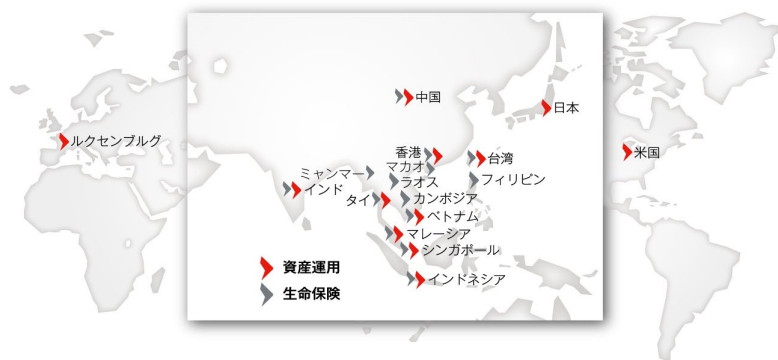 中国
日本
ルクセンブルグ
米国
香港
台湾
マカオ
ミャンマー
ラオス
フィリピン
インド
タイ
カンボジア
ベトナム
マレーシア
シンガポール
インドネシア
資産運用
生命保険